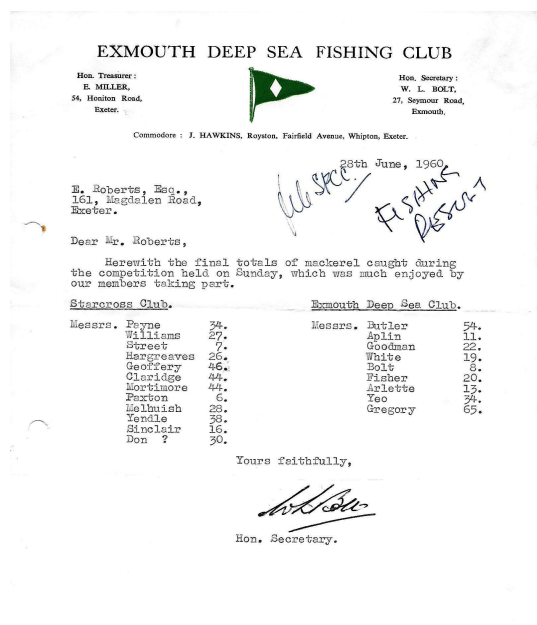 EXMOUTH DEEP SEA FISHING CLUB
Hon. Treasurer :
E. MILLER,
54, Honiton Road,
Exeter.
Hon. Secretary :
W. L. BOLT,
27, Seymour Road,
Exmouth.
Commodore : J. HAWKINS, Royston, Fairfield Avenue, Whipton, Exeter.
28th June, 1960.
SFCC.
FISHING
RESULT
E. Roberts, Esq.,
161, Magdalen Road,
Exeter.
Dear Mr. Roberts,
Herewith the final totals of mackerel caught during
the competition held on Sunday, which was much enjoyed by
our members taking part.
Starcross Club.
Messrs. Payne 34.
Williams 27.
Street 7.
Hargreaves 26.
Geoffery 46.
Claridge 44.
Mortimore 44.
Paxton 6.
Melhuish 28.
Yendle 38.
Sinclair 16.
Don ? 30.
Exmouth Deep Sea Club.
Messrs. Butler 54.
Aplin 11.
Goodman 22.
White 19.
Bolt 8.
Fisher 20.
Arlette 13.
Yeo 34.
Gregory 65.
Yours faithfully,
Hon. Secretary.